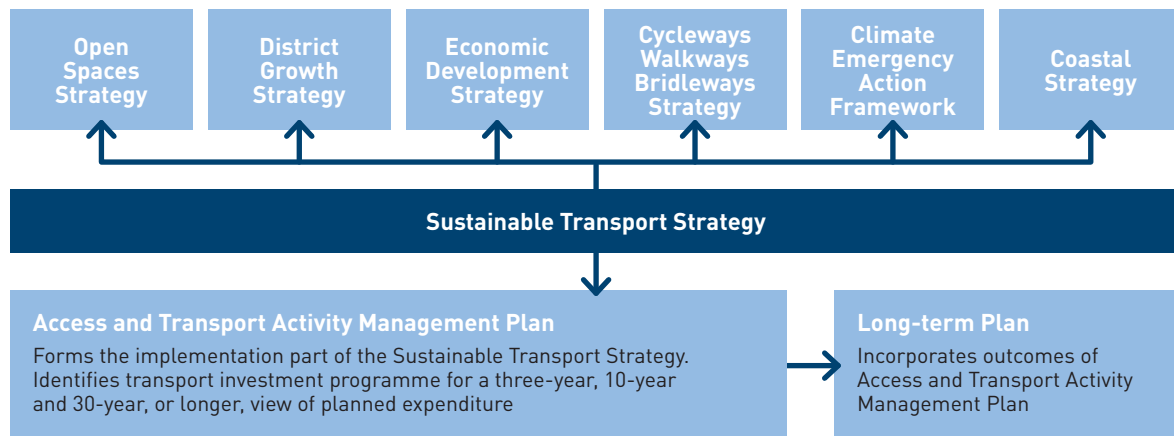 Open
Spaces
Strategy
District
Growth
Strategy
Economic
Development
Strategy
Cycleways
Walkways
Bridleways
Strategy
Climate
Emergency
Action
Framework
Coastal
Strategy
Sustainable Transport Strategy
Access and Transport Activity Management Plan
Forms the implementation part of the Sustainable Transport Strategy.
Identifies transport investment programme for a three-year, 10-year
and 30-year, or longer, view of planned expenditure
Long-term Plan
Incorporates outcomes of
Access and Transport Activity
Management Plan